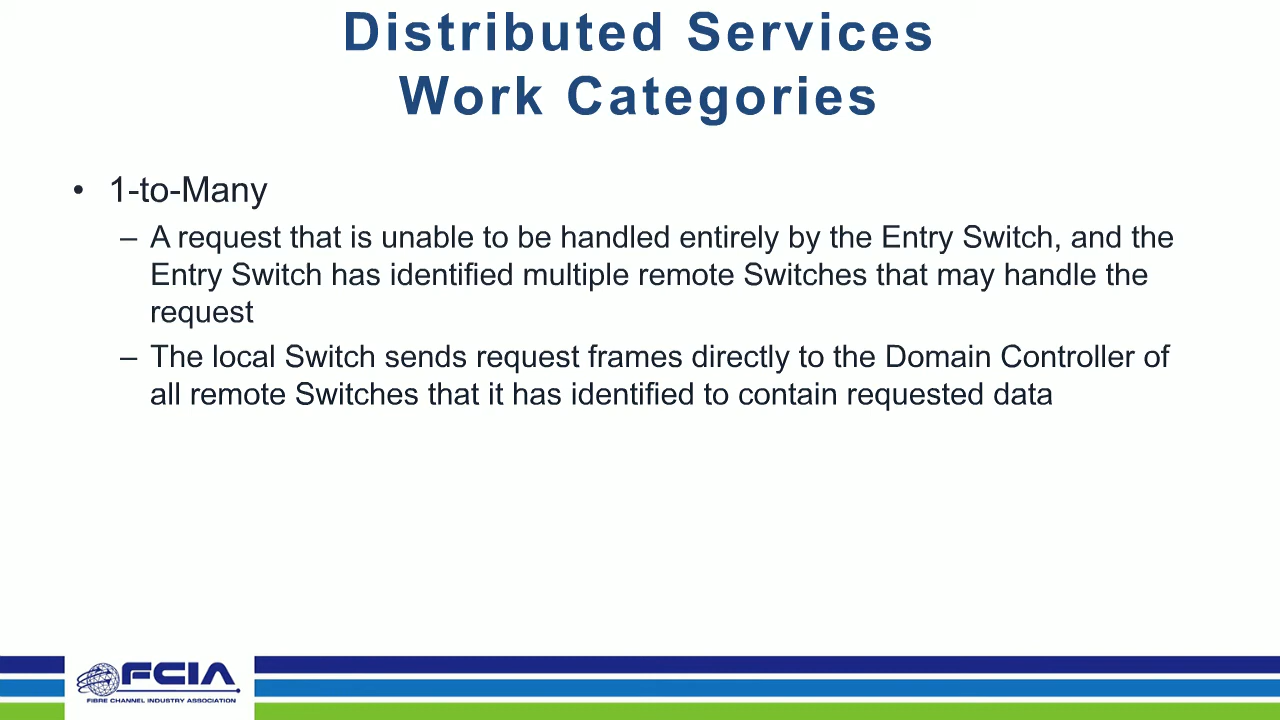 Distributed Services
Work Categories
• 1-to-Many
– A request that is unable to be handled entirely by the Entry Switch, and the
Entry Switch has identified multiple remote Switches that may handle the
request
– The local Switch sends request frames directly to the Domain Controller of
all remote Switches that it has identified to contain requested data
FCIA
FIBRE CHANNEL INDUSTRY ASSOCIATION